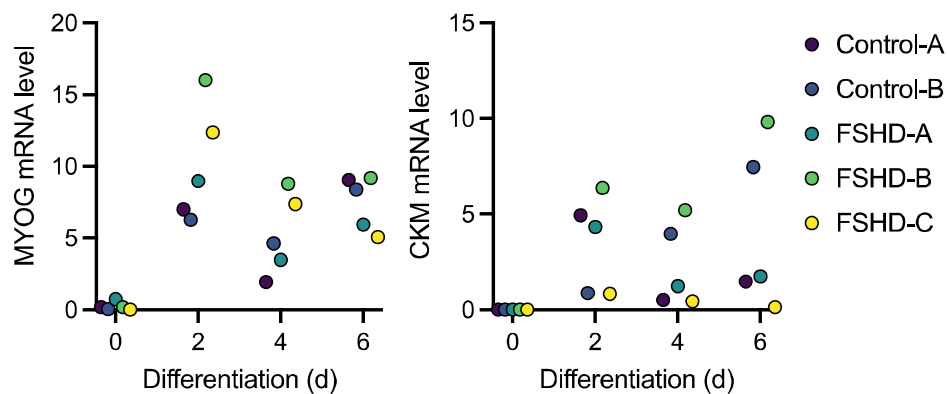 MYOG mRNA level
20
15
10
5
0
0 2 4 6
Differentiation (d)
CKM mRNA level
15
10
5
0
0 2 4 6
Differentiation (d)
Control-A
Control-B
FSHD-A
FSHD-B
FSHD-C